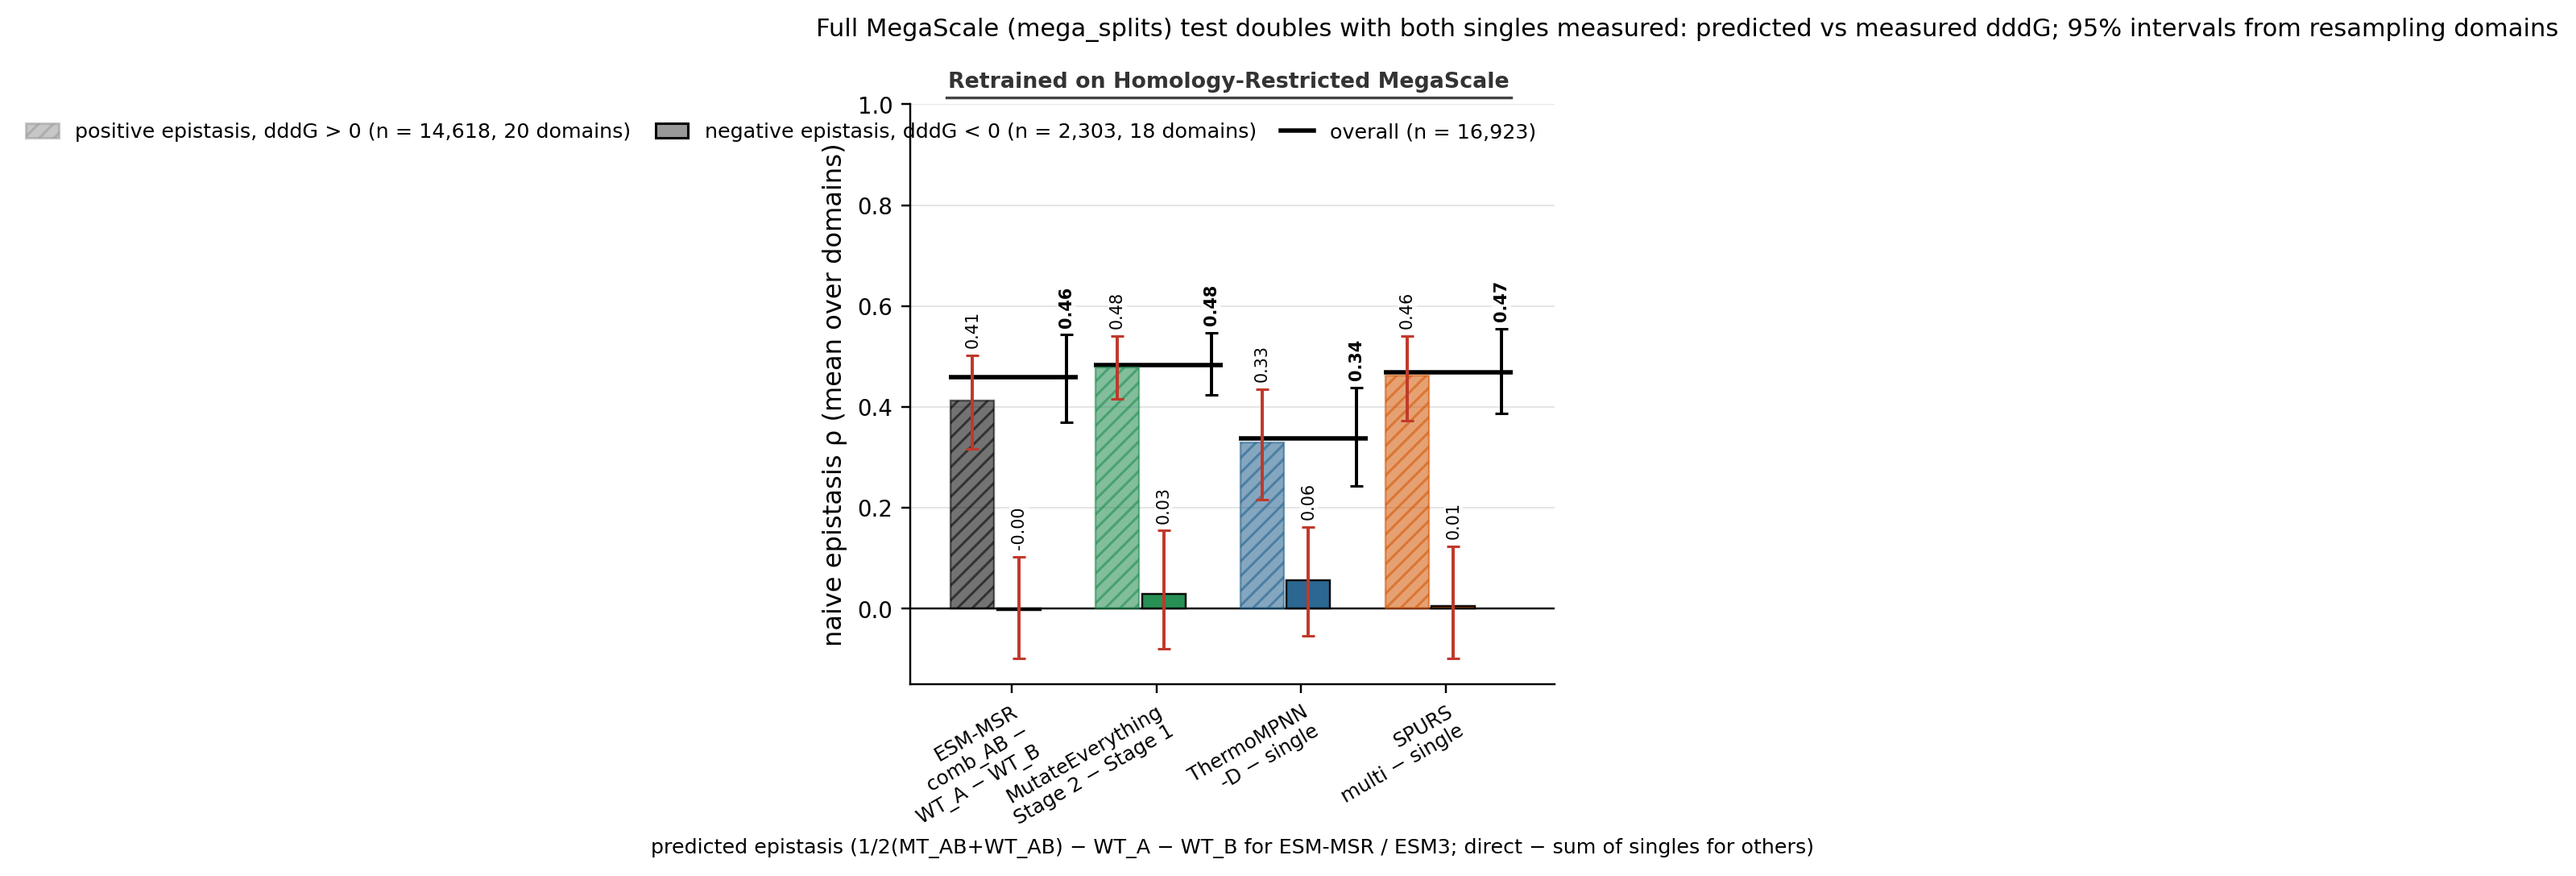 Full MegaScale (mega_splits) test doubles with both singles measured: predicted vs measured dddG; 95% intervals from resampling domains
Retrained on Homology-Restricted MegaScale
positive epistasis, dddG > 0 (n = 14,618, 20 domains)
negative epistasis, dddG < 0 (n = 2,303, 18 domains)
overall (n = 16,923)
naive epistasis ρ (mean over domains)
1.0
0.8
0.6
0.4
0.2
0.0
0.41
-0.00
0.46
0.48
0.03
0.48
0.33
0.06
0.34
0.46
0.01
0.47
ESM-MSR
comb_AB −
WT_A − WT_B
MutateEverything
Stage 2 − Stage 1
ThermoMPNN
-D − single
SPURS
multi − single
predicted epistasis (1/2(MT_AB+WT_AB) − WT_A − WT_B for ESM-MSR / ESM3; direct − sum of singles for others)